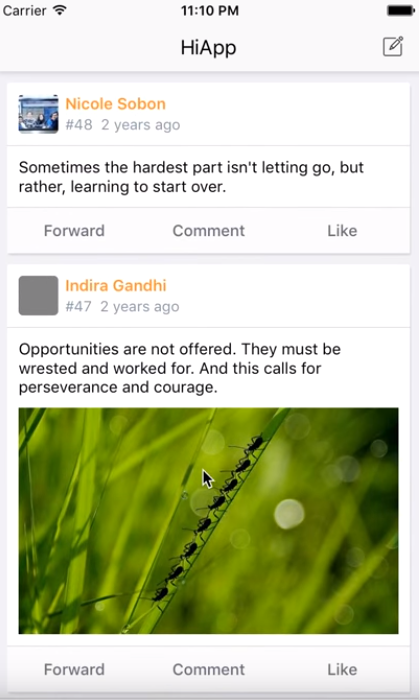 Carrier 11:10 PM
HiApp
Nicole Sobon
#48 2 years ago
Sometimes the hardest part isn't letting go, but
rather, learning to start over.
Forward Comment Like
Indira Gandhi
#47 2 years ago
Opportunities are not offered. They must be
wrested and worked for. And this calls for
perseverance and courage.
Forward Comment Like